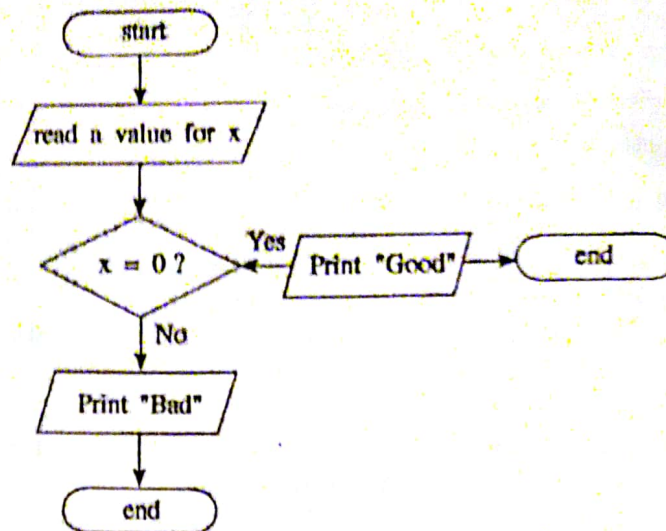 start
read a value for x
x = 0 ?
Yes
Print "Good"
end
No
Print "Bad"
end